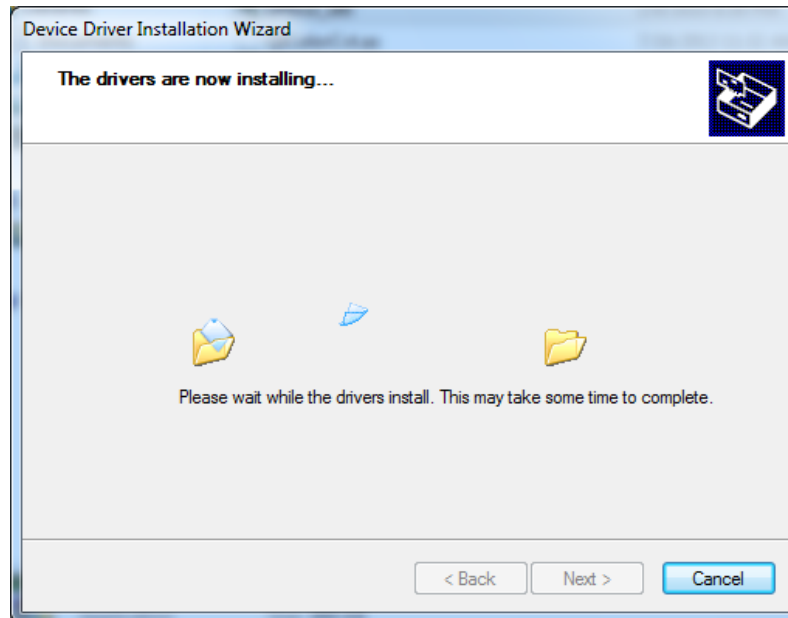 Device Driver Installation Wizard
The drivers are now installing...
Please wait while the drivers install. This may take some time to complete.
< Back
Next >
Cancel